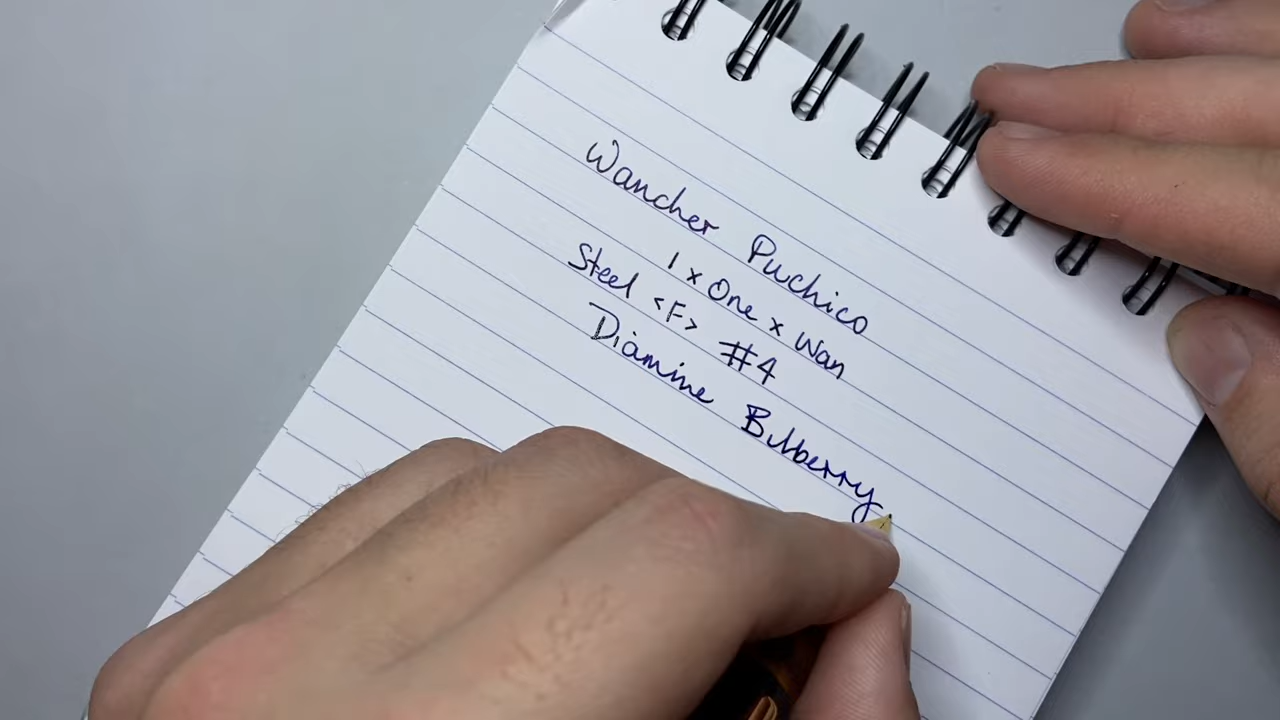 Wancher Puchico
1 x One x Wan
Steel <F> #4
Diamine Bilberry